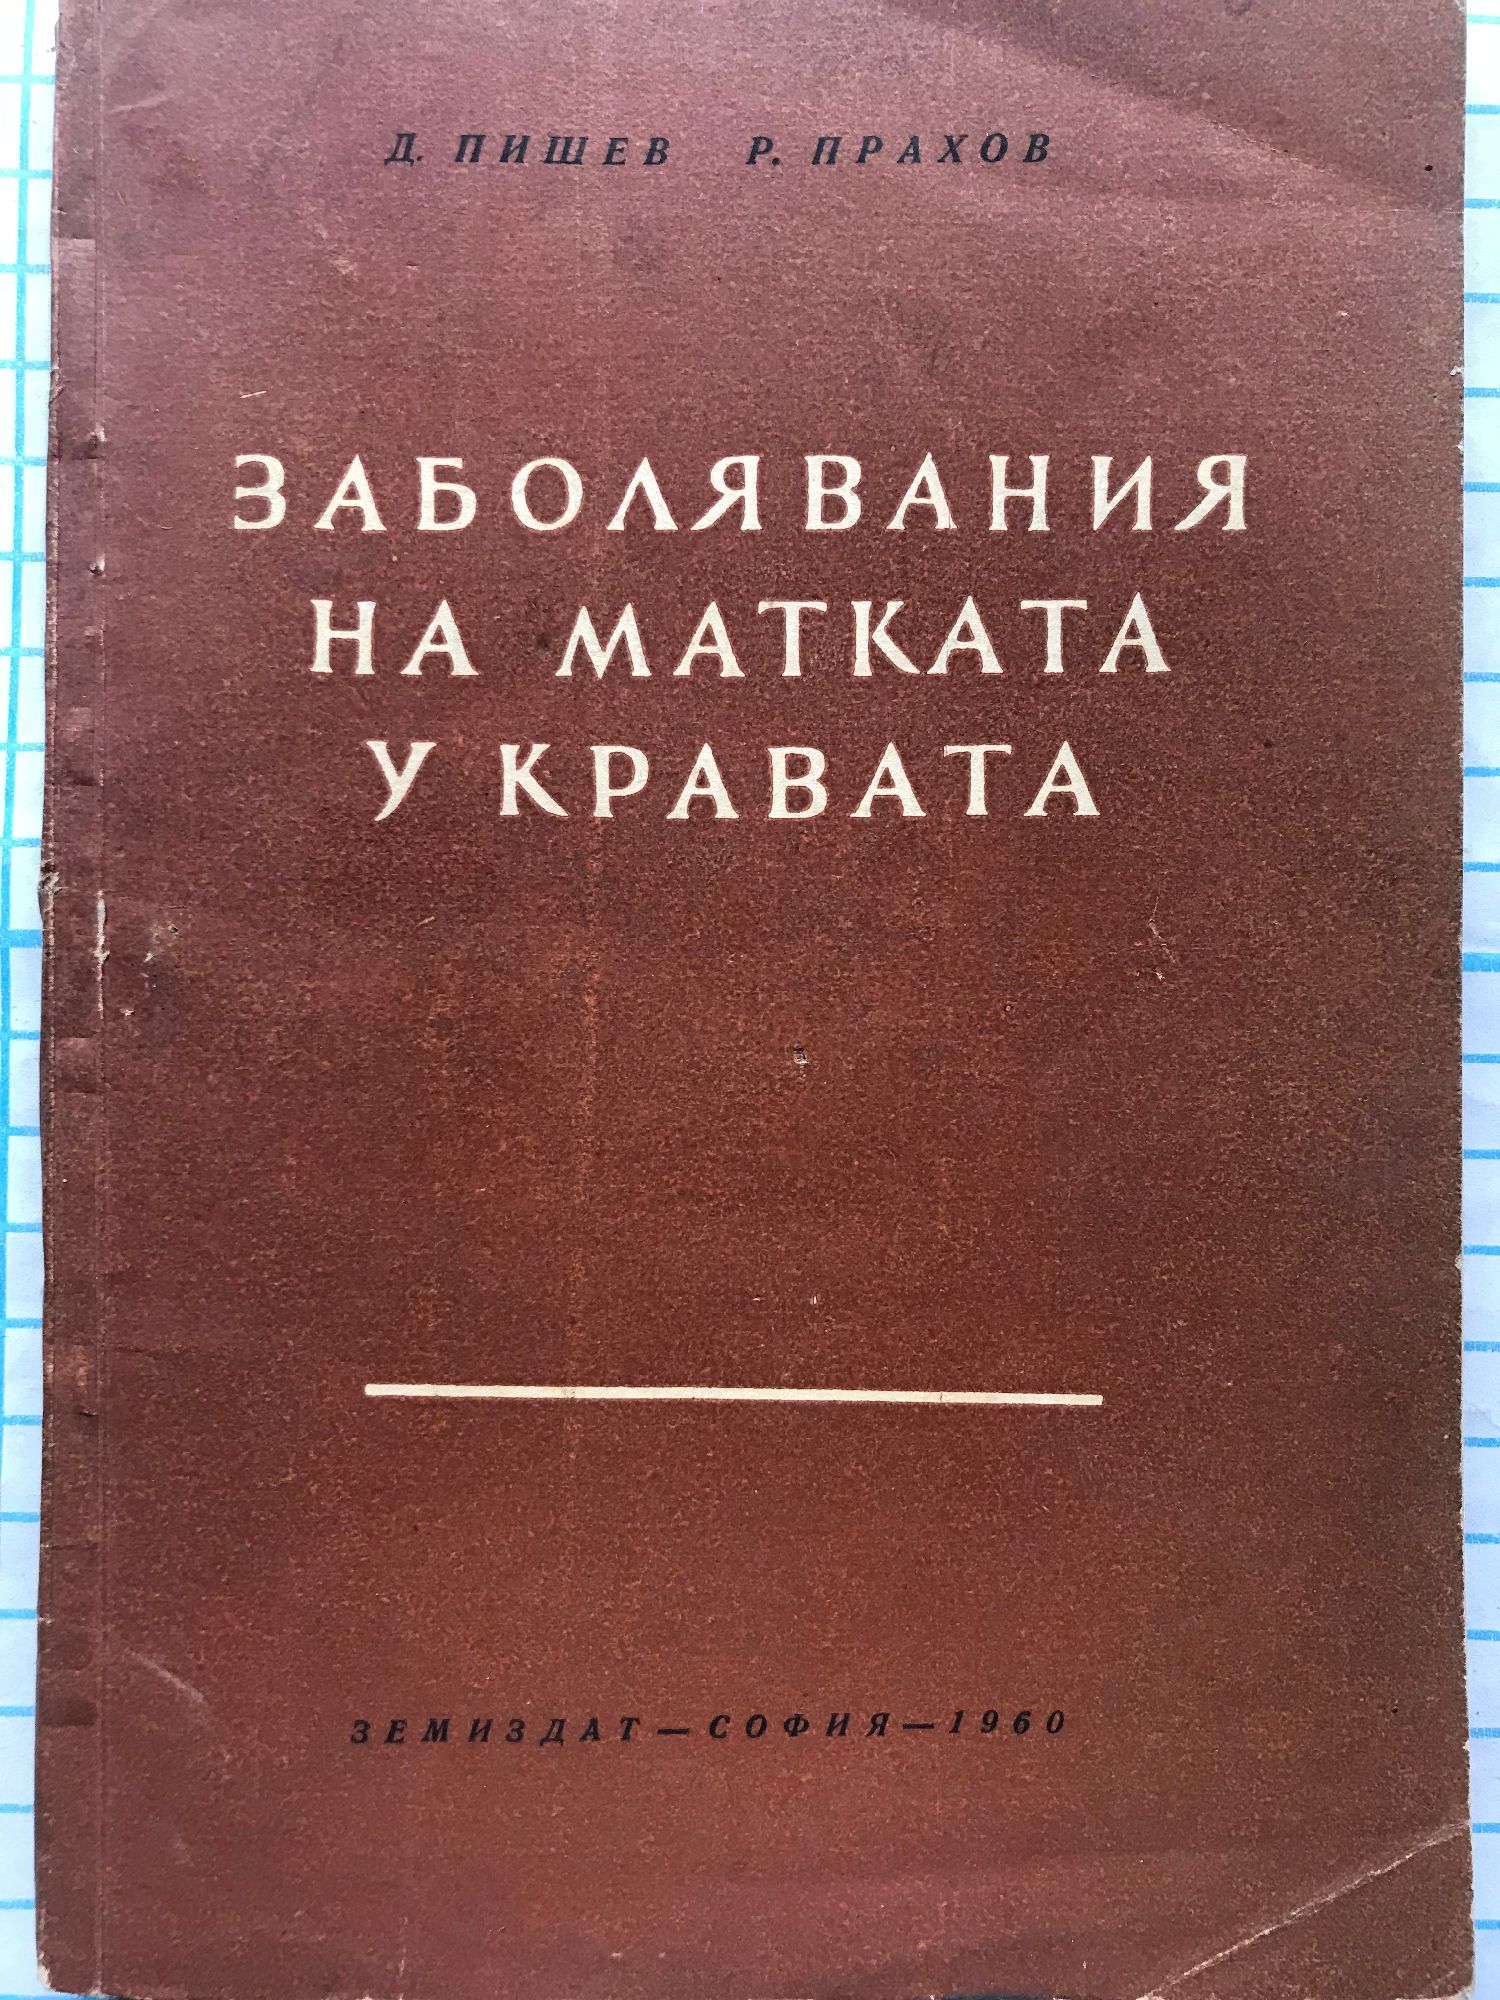 Д. ПИШЕВ Р. ПРАХОВ
ЗАБОЛЯВАНИЯ
НА МАТКАТА
У КРАВАТА
ЗЕМИЗДАТ — СОФИЯ — 1960